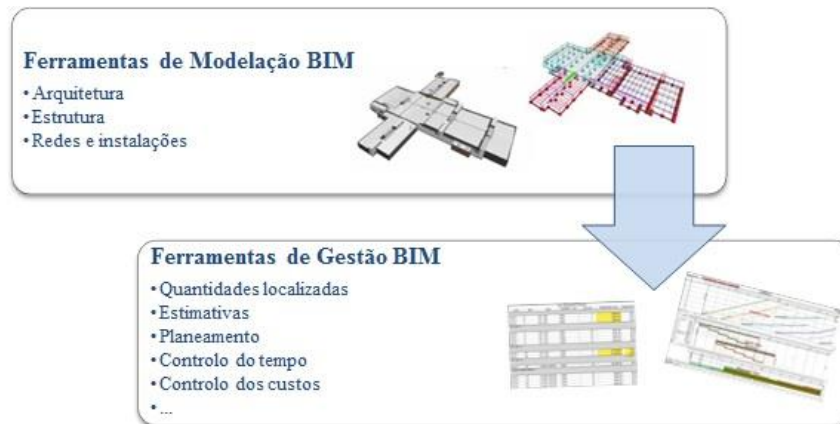 Ferramentas de Modelação BIM
• Arquitetura
• Estrutura
• Redes e instalações
Ferramentas de Gestão BIM
• Quantidades localizadas
• Estimativas
• Planeamento
• Controlo do tempo
• Controlo dos custos
• ...